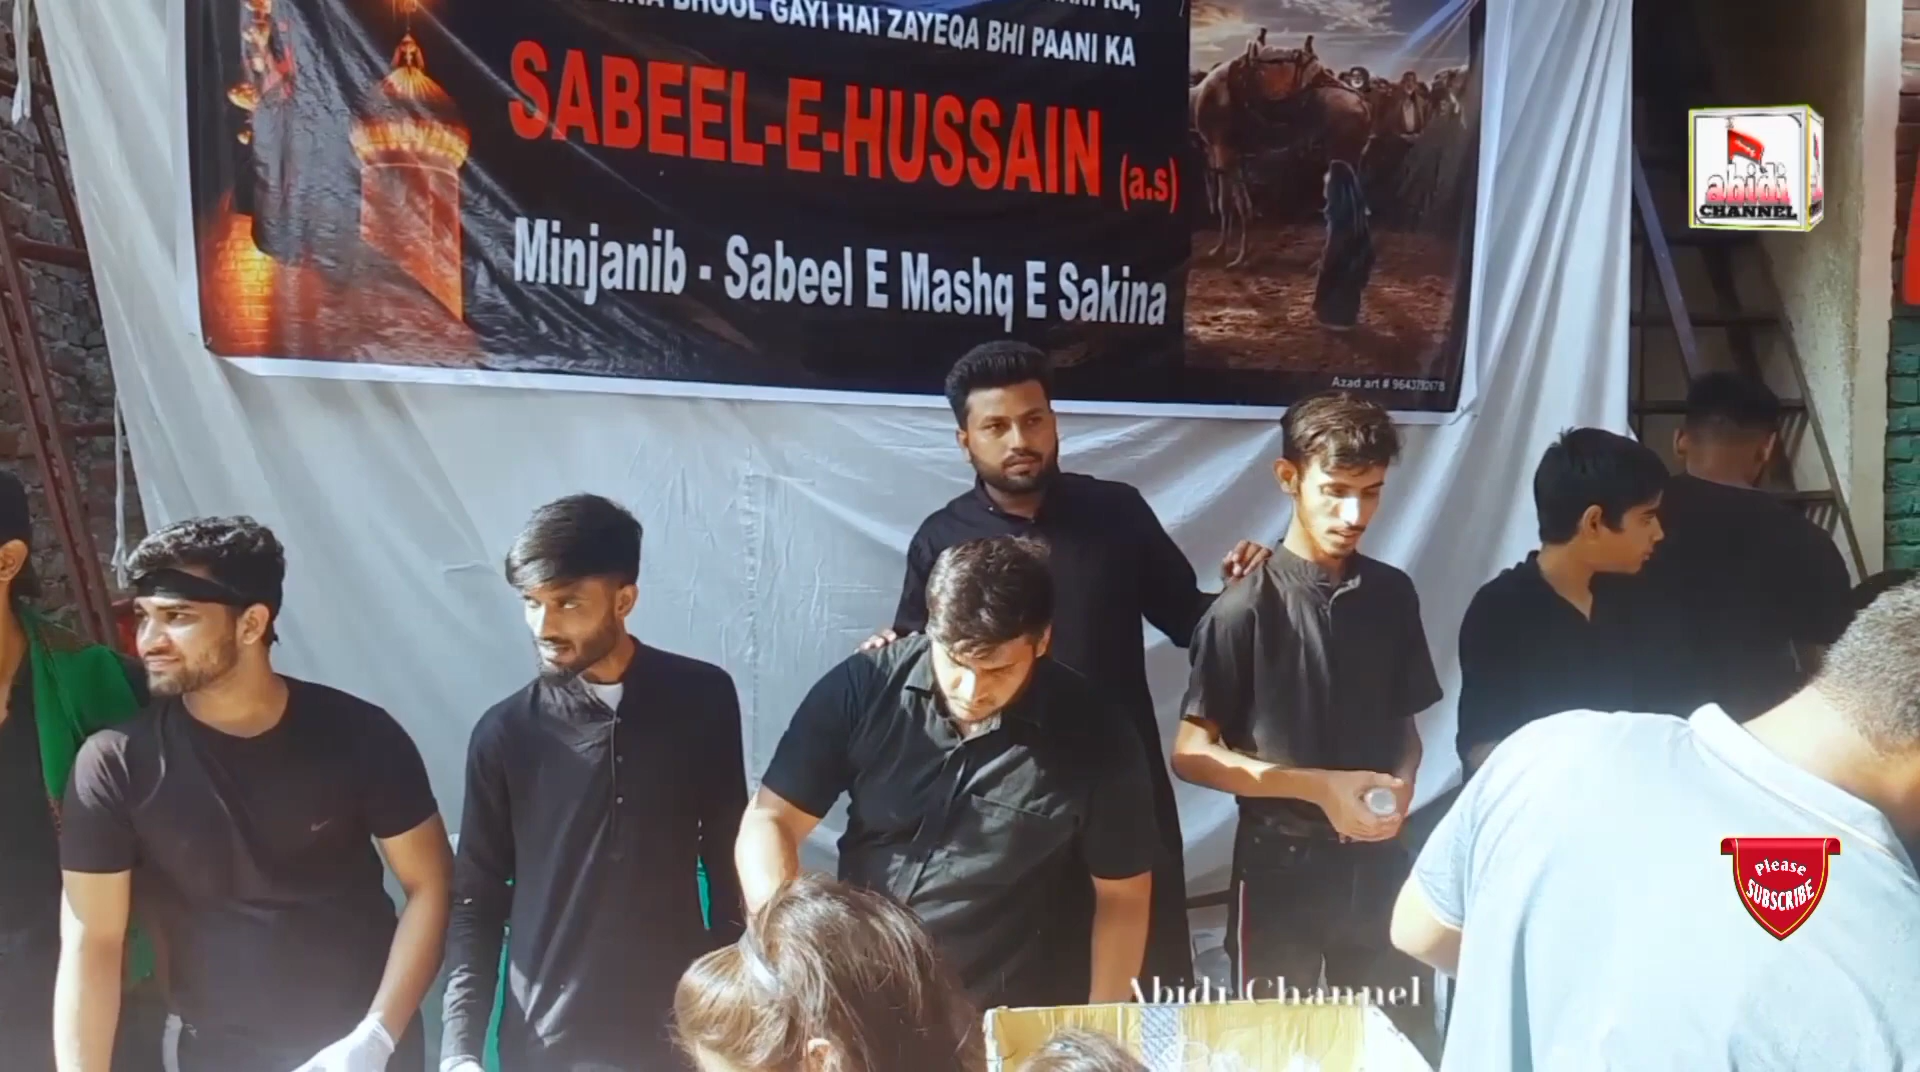 BHOOL GAYI HAI ZAYEQA BHI PAANI KA
SABEEL-E-HUSSAIN (a.s)
Minjanib - Sabeel E Mashq E Sakina
Azad art #
abidi
CHANNEL
Please
SUBSCRIBE
Abidi Channel